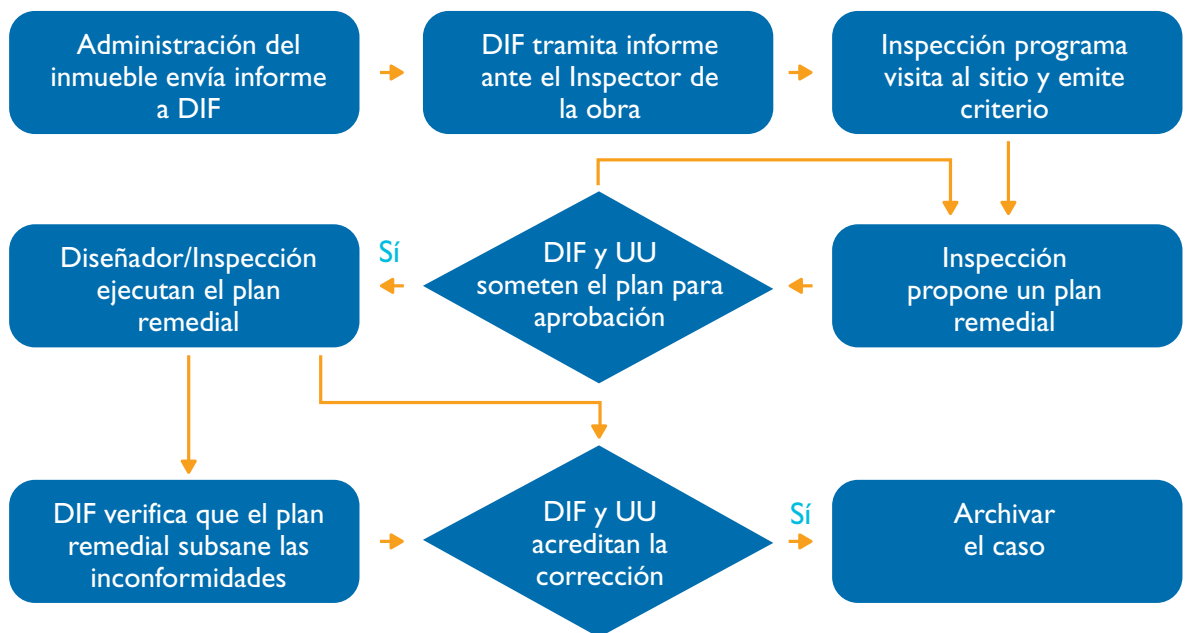 Administración del
inmueble envía informe
a DIF
DIF tramita informe
ante el Inspector de
la obra
Inspección programa
visita al sitio y emite
criterio
Diseñador/Inspección
ejecutan el plan
remedial
Sí
DIF y UU
someten el plan para
aprobación
Inspección
propone un plan
remedial
DIF verifica que el plan
remedial subsane las
inconformidades
DIF y UU
acreditan la
corrección
Sí
Archivar
el caso